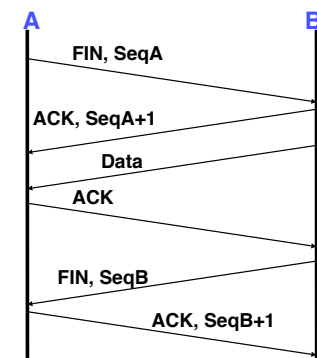 A B
FIN, SeqA
ACK, SeqA+1
Data
ACK
FIN, SeqB
ACK, SeqB+1